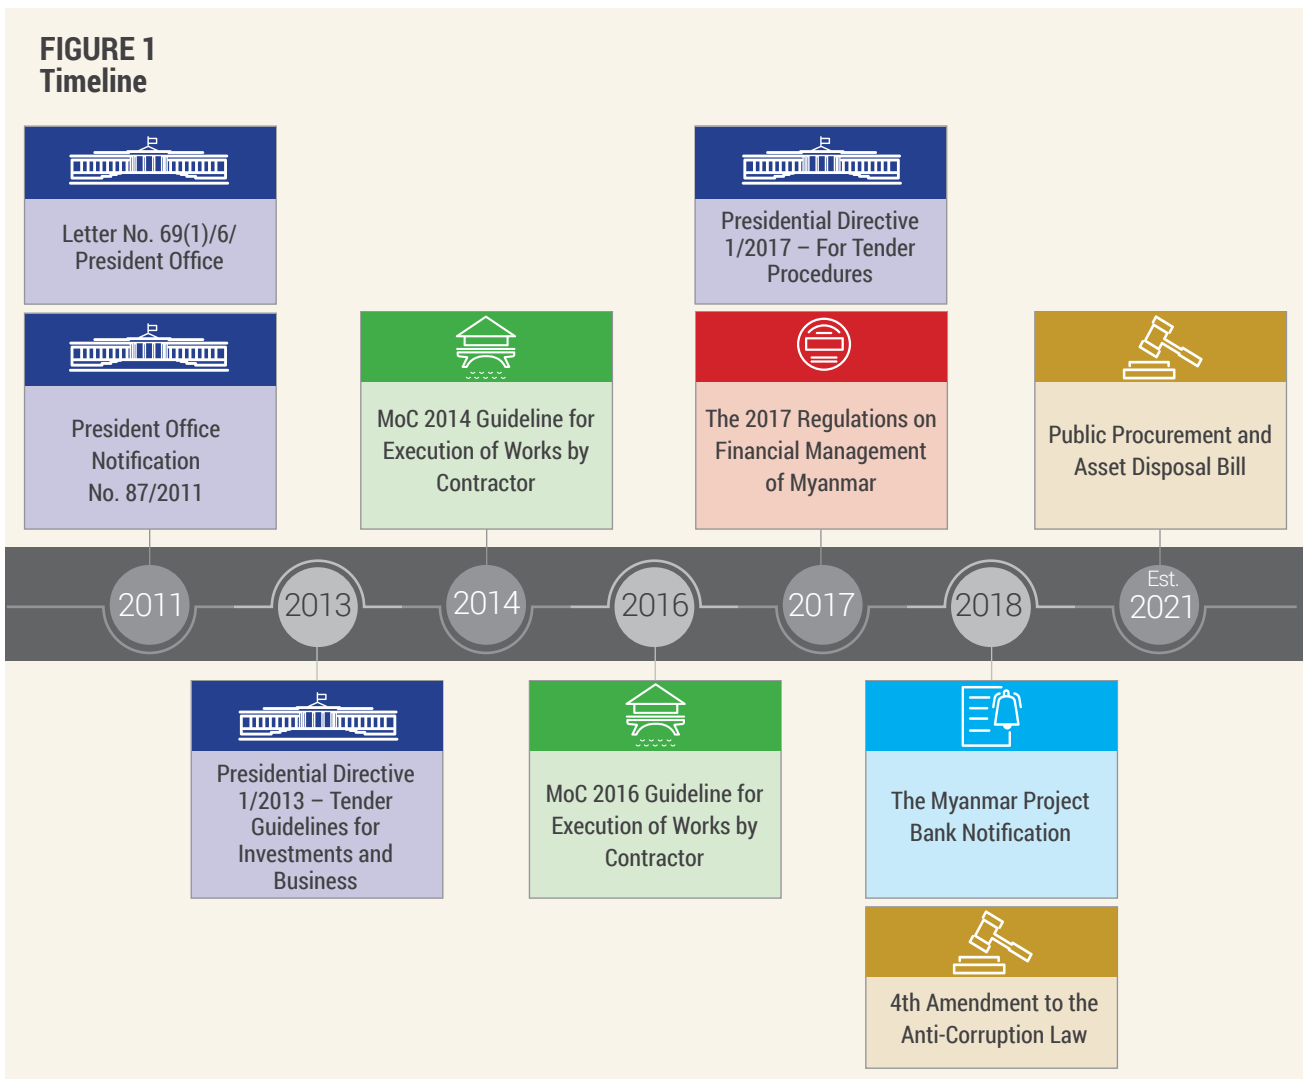 FIGURE 1
Timeline
Letter No. 69(1)/6/
President Office
President Office
Notification
No. 87/2011
MoC 2014 Guideline for
Execution of Works by
Contractor
Presidential Directive
1/2017 – For Tender
Procedures
The 2017 Regulations on
Financial Management
of Myanmar
Public Procurement and
Asset Disposal Bill
2011
2013
2014
2016
2017
2018
Est.
2021
Presidential Directive
1/2013 – Tender
Guidelines for
Investments and
Business
MoC 2016 Guideline for
Execution of Works by
Contractor
The Myanmar Project
Bank Notification
4th Amendment to the
Anti-Corruption Law